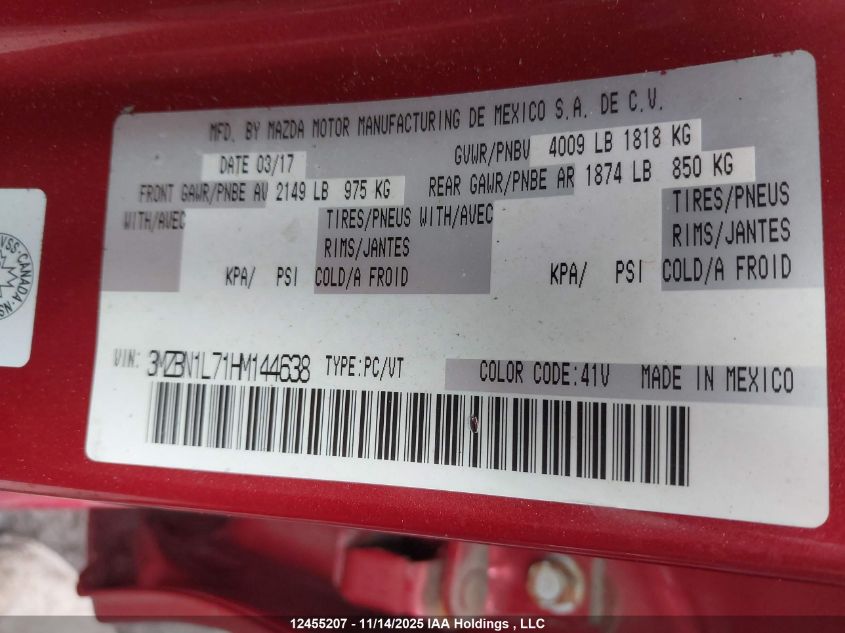 MFD. BY MAZDA MOTOR MANUFACTURING DE MEXICO S.A. DE C.V.
DATE 03/17 GVWR/PNBV 4009 LB 1818 KG
FRONT GAWR/PNBE AV 2149 LB 975 KG REAR GAWR/PNBE AR 1874 LB 850 KG
WITH/AVEC TIRES/PNEUS WITH/AVEC TIRES/PNEUS
RIMS/JANTES RIMS/JANTES
KPA/ PSI COLD/A FROID KPA/ PSI COLD/A FROID
VIN: 3MZBN1L71HM144638 TYPE:PC/VT COLOR CODE:41V MADE IN MEXICO
CANADA
12455207 - 11/14/2025 IAA Holdings , LLC